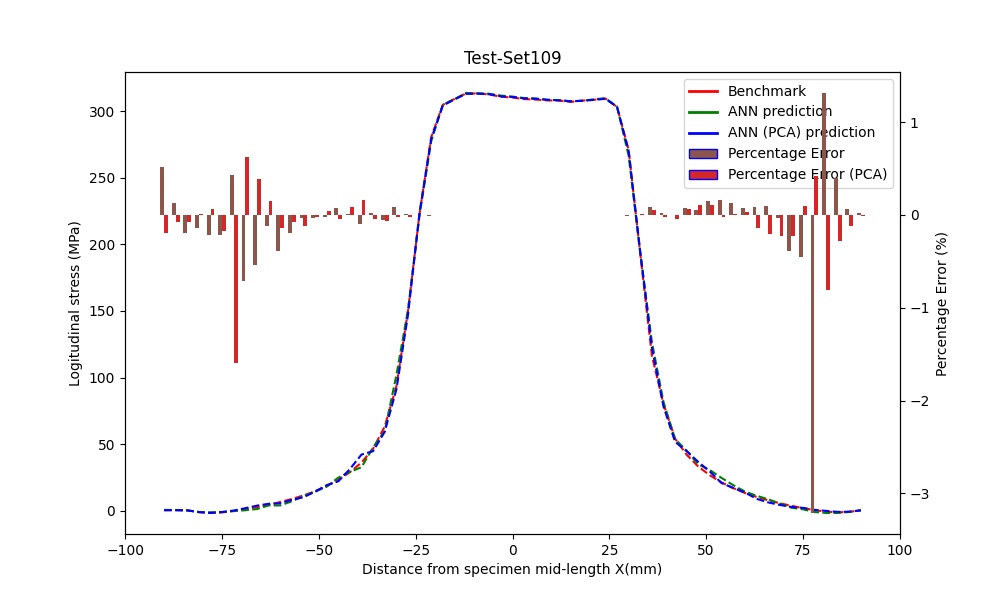 Test-Set109
Benchmark
ANN prediction
ANN (PCA) prediction
Percentage Error
Percentage Error (PCA)
300
250
200
150
100
50
0
Logitudinal stress (MPa)
1
0
−1
−2
−3
Percentage Error (%)
−100 −75 −50 −25 0 25 50 75 100
Distance from specimen mid-length X(mm)